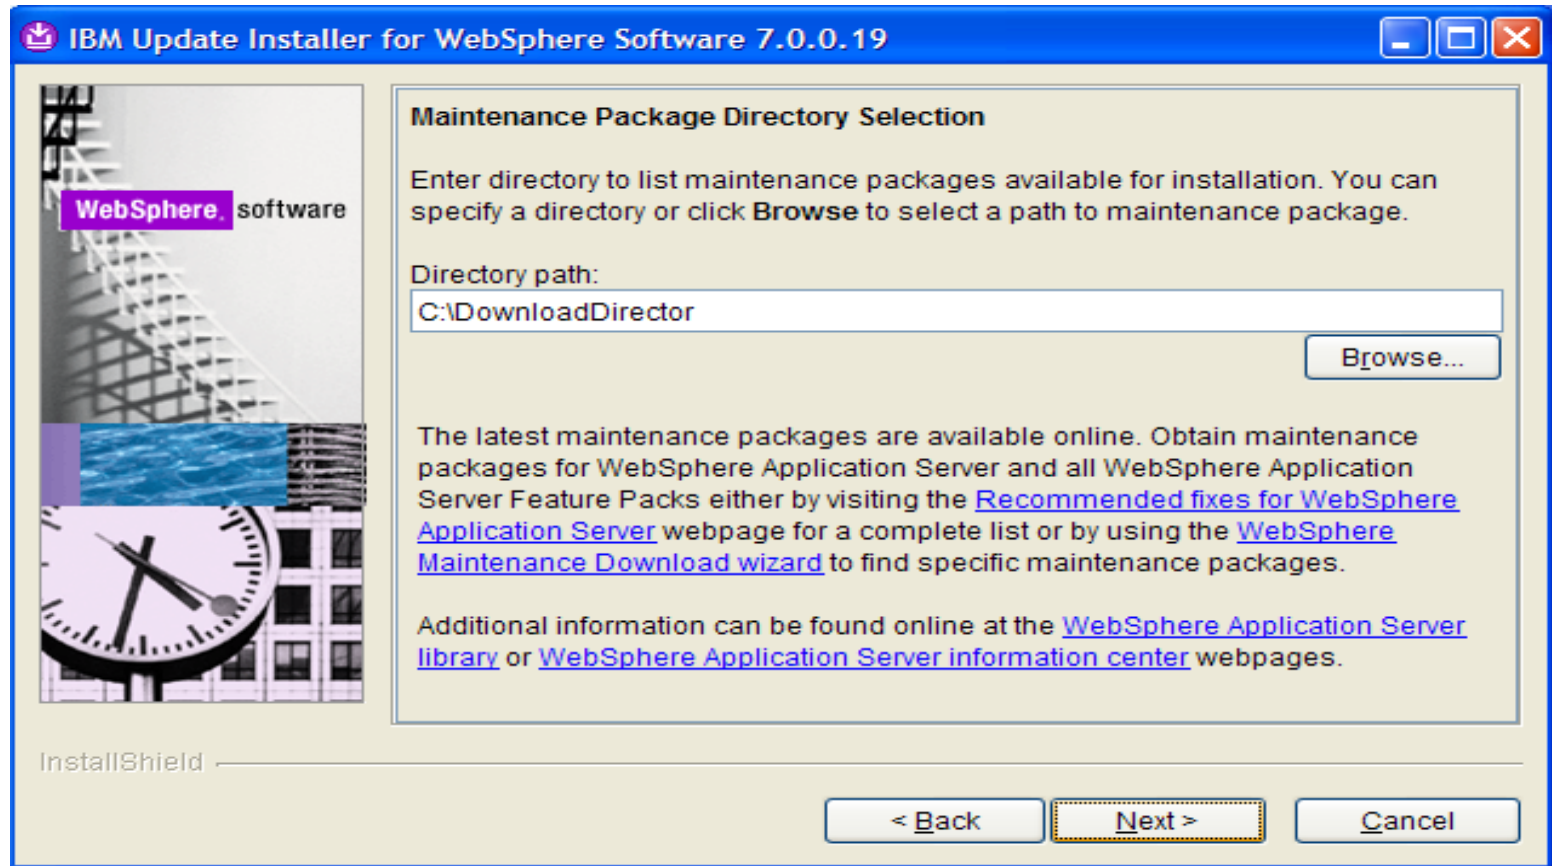 IBM Update Installer for WebSphere Software 7.0.0.19
WebSphere. software
Maintenance Package Directory Selection
Enter directory to list maintenance packages available for installation. You can
specify a directory or click Browse to select a path to maintenance package.
Directory path:
C:\DownloadDirector
Browse...
The latest maintenance packages are available online. Obtain maintenance
packages for WebSphere Application Server and all WebSphere Application
Server Feature Packs either by visiting the Recommended fixes for WebSphere
Application Server webpage for a complete list or by using the WebSphere
Maintenance Download wizard to find specific maintenance packages.
Additional information can be found online at the WebSphere Application Server
library or WebSphere Application Server information center webpages.
InstallShield
< Back
Next >
Cancel